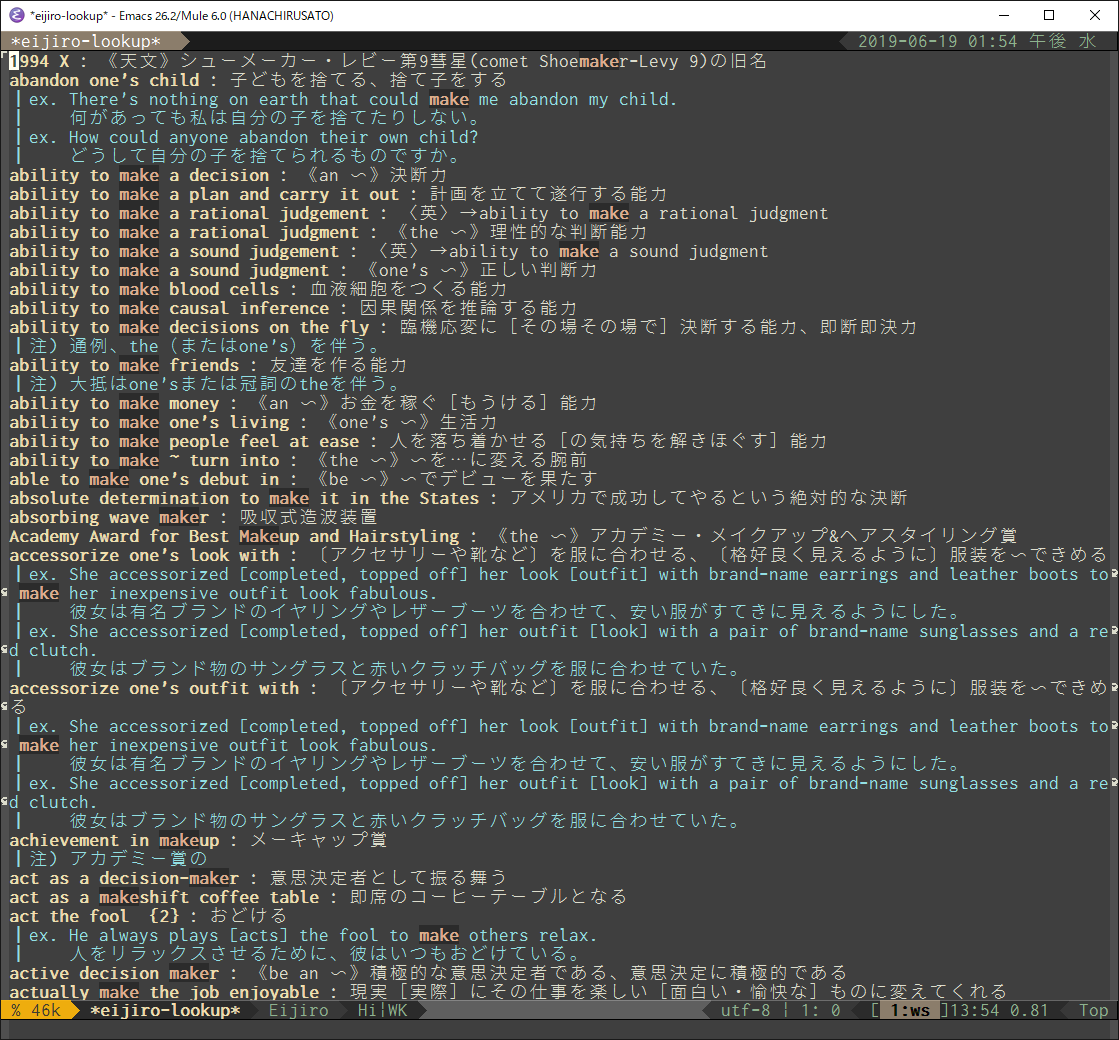 *eijiro-lookup* - Emacs 26.2/Mule 6.0 (HANACHIRUSATO)
*eijiro-lookup* 2019-06-19 01:54 午後 水
1994 X : 《天文》シューメーカー・レビー第9彗星(comet Shoemaker-Levy 9)の旧名
abandon one's child : 子どもを捨てる、捨て子をする
| ex. There's nothing on earth that could make me abandon my child.
| 何があっても私は自分の子を捨てたりしない。
| ex. How could anyone abandon their own child?
| どうして自分の子を捨てられるものですか。
ability to make a decision : 《an ～》決断力
ability to make a plan and carry it out : 計画を立てて遂行する能力
ability to make a rational judgement : 〈英〉→ability to make a rational judgment
ability to make a rational judgment : 《the ～》理性的な判断能力
ability to make a sound judgement : 〈英〉→ability to make a sound judgment
ability to make a sound judgment : 《one's ～》正しい判断力
ability to make blood cells : 血液細胞をつくる能力
ability to make causal inference : 因果関係を推論する能力
ability to make decisions on the fly : 臨機応変に［その場その場で］決断する能力、即断即決力
| 注）通例、the（またはone's）を伴う。
ability to make friends : 友達を作る能力
| 注）大抵はone'sまたは冠詞のtheを伴う。
ability to make money : 《an ～》お金を稼ぐ［もうける］能力
ability to make one's living : 《one's ～》生活力
ability to make people feel at ease : 人を落ち着かせる［の気持ちを解きほぐす］能力
ability to make ~ turn into : 《the ～》～を…に変える腕前
able to make one's debut in : 《be ～》～でデビューを果たす
absolute determination to make it in the States : アメリカで成功してやるという絶対的な決断
absorbing wave maker : 吸収式造波装置
Academy Award for Best Makeup and Hairstyling : 《the ～》アカデミー・メイクアップ&ヘアスタイリング賞
accessorize one's look with : 〔アクセサリーや靴など〕を服に合わせる、〔格好良く見えるように〕服装を～できめる
| ex. She accessorized [completed, topped off] her look [outfit] with brand-name earrings and leather boots to
make her inexpensive outfit look fabulous.
| 彼女は有名ブランドのイヤリングやレザーブーツを合わせて、安い服がすてきに見えるようにした。
| ex. She accessorized [completed, topped off] her outfit [look] with a pair of brand-name sunglasses and a re
d clutch.
| 彼女はブランド物のサングラスと赤いクラッチバッグを服に合わせていた。
accessorize one's outfit with : 〔アクセサリーや靴など〕を服に合わせる、〔格好良く見えるように〕服装を～できめ
る
| ex. She accessorized [completed, topped off] her look [outfit] with brand-name earrings and leather boots to
make her inexpensive outfit look fabulous.
| 彼女は有名ブランドのイヤリングやレザーブーツを合わせて、安い服がすてきに見えるようにした。
| ex. She accessorized [completed, topped off] her outfit [look] with a pair of brand-name sunglasses and a re
d clutch.
| 彼女はブランド物のサングラスと赤いクラッチバッグを服に合わせていた。
achievement in makeup : メーキャップ賞
| 注）アカデミー賞の
act as a decision-maker : 意思決定者として振る舞う
act as a makeshift coffee table : 即席のコーヒーテーブルとなる
act the fool {2} : おどける
| ex. He always plays [acts] the fool to make others relax.
| 人をリラックスさせるために、彼はいつもおどけている。
active decision maker : 《be an ～》積極的な意思決定者である、意思決定に積極的である
actually make the job enjoyable : 現実［実際］にその仕事を楽しい［面白い・愉快な］ものに変えてくれる
% 46k *eijiro-lookup* Eijiro Hi|WK utf-8 | 1: 0 [ 1:ws ]13:54 0.81 Top